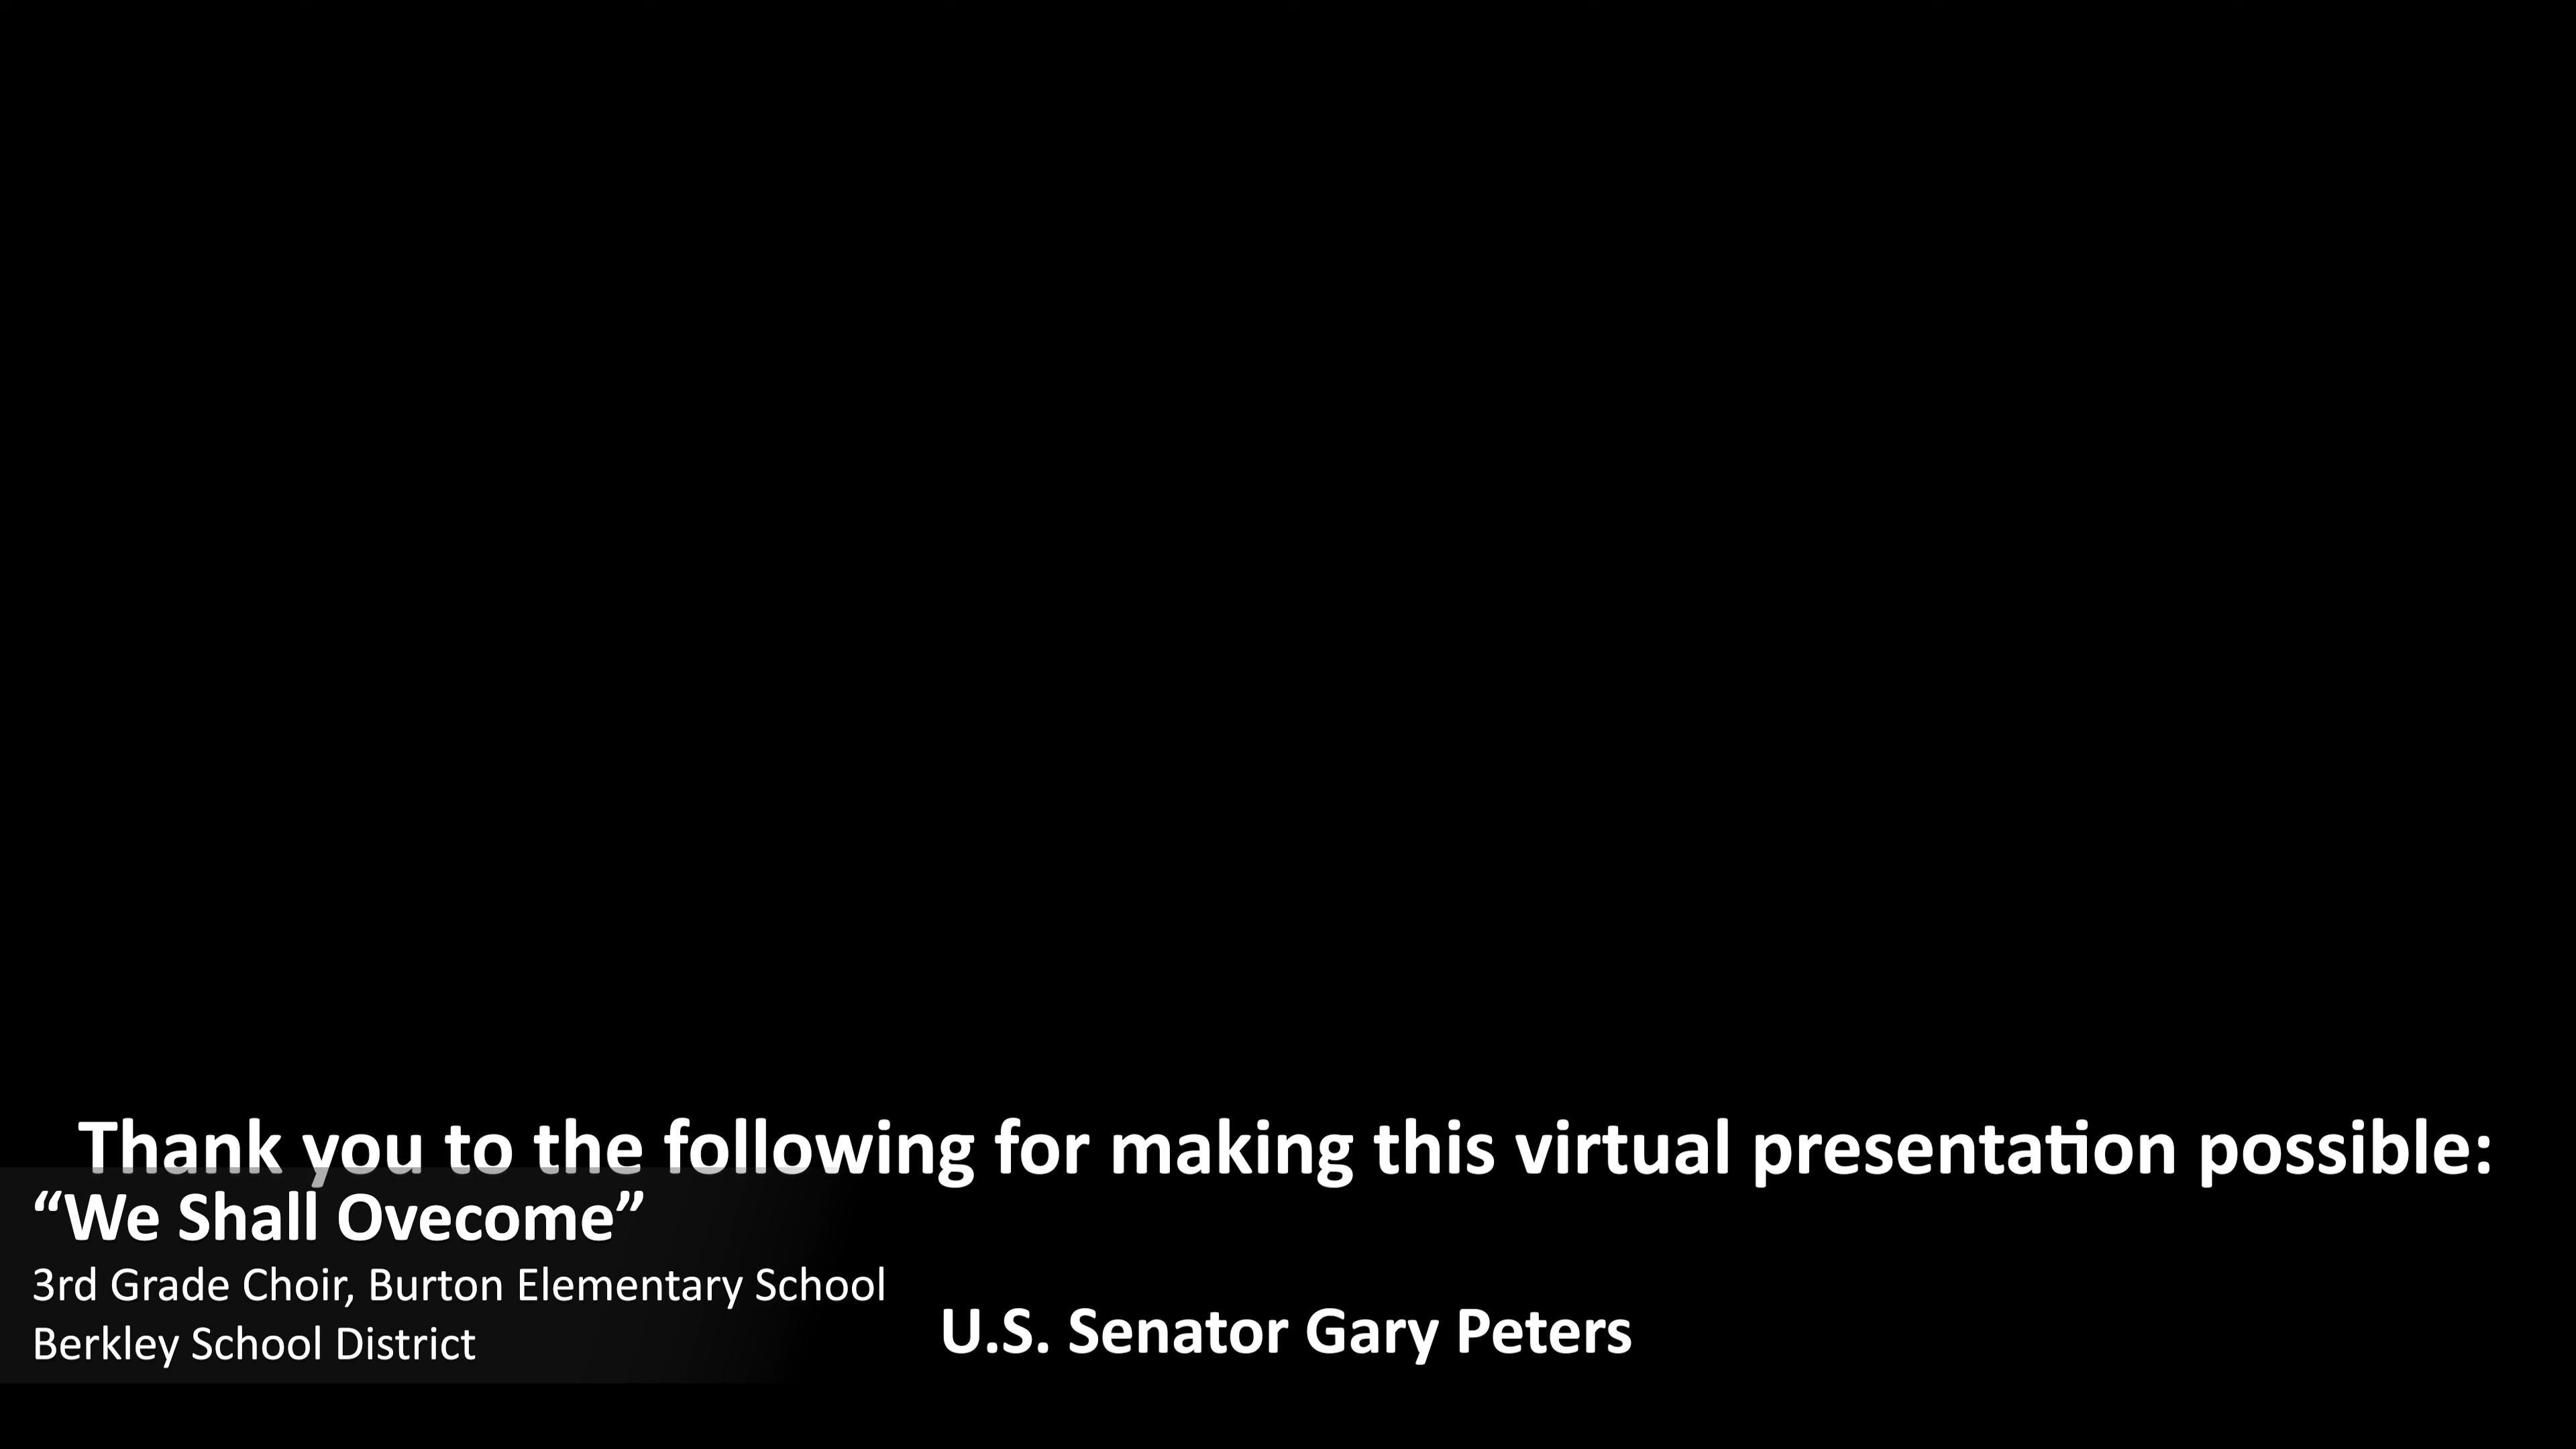 Thank you to the following for making this virtual presentation possible:
“We Shall Ovecome”
3rd Grade Choir, Burton Elementary School
Berkley School District
U.S. Senator Gary Peters